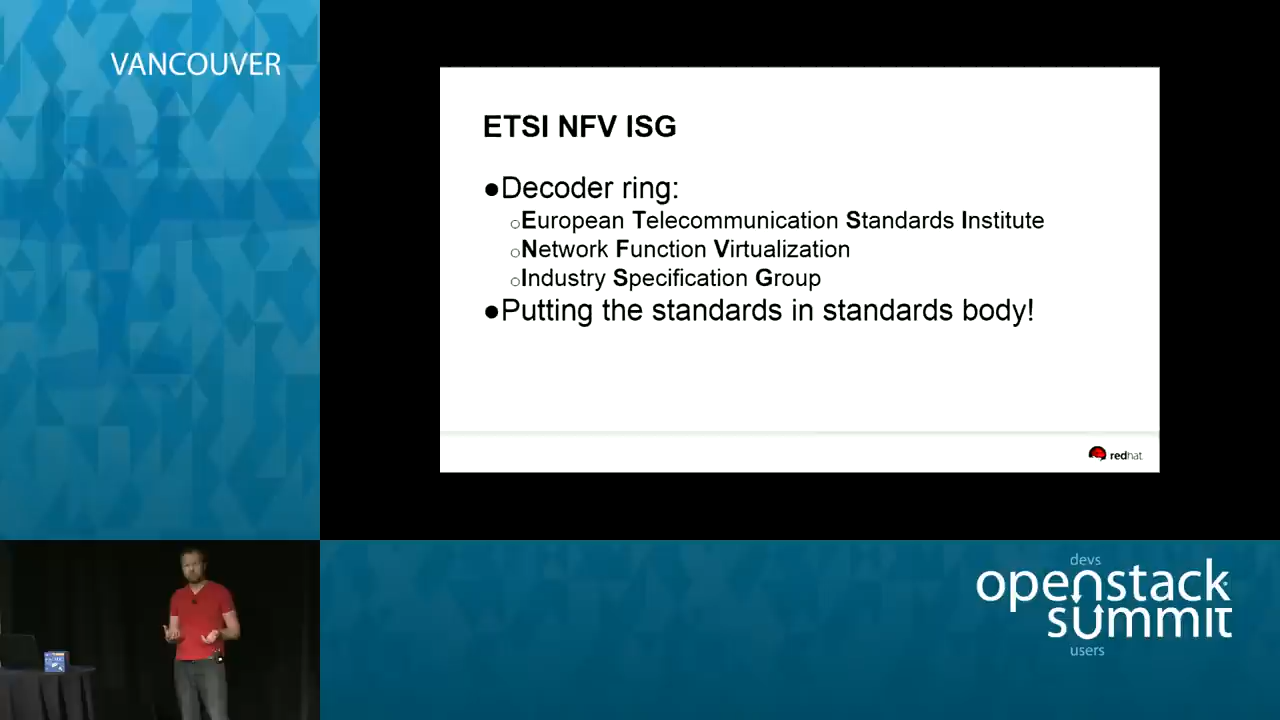 VANCOUVER
ETSI NFV ISG
●Decoder ring:
○European Telecommunication Standards Institute
○Network Function Virtualization
○Industry Specification Group
●Putting the standards in standards body!
redhat
devs
openstack
summit
users